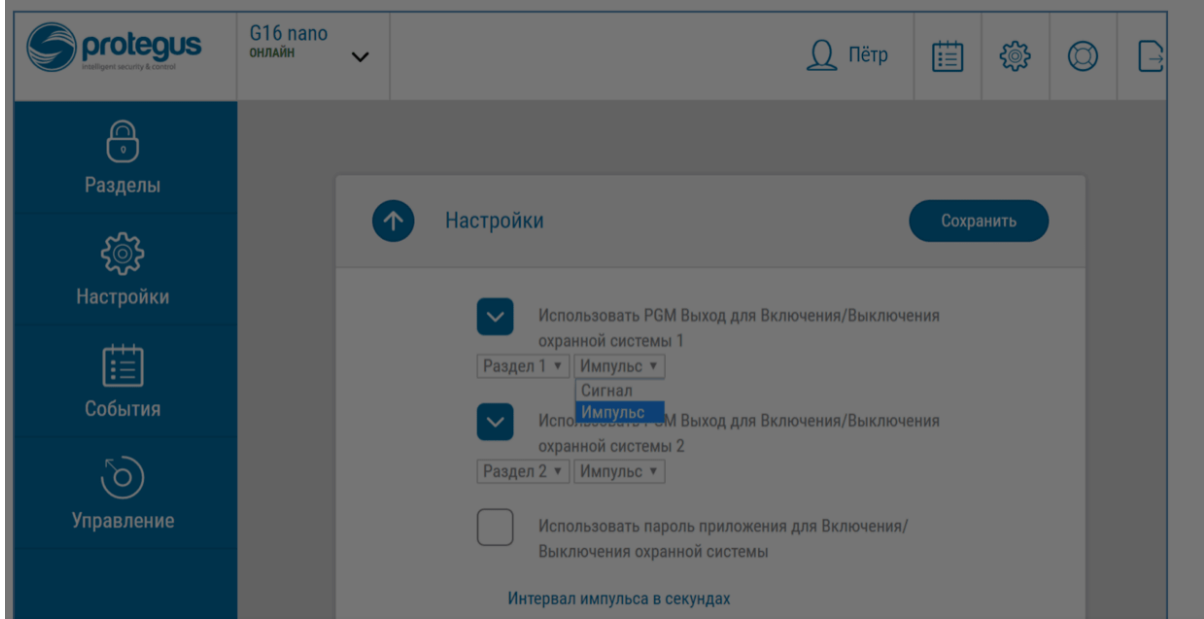 protegus
intelligent security & control
G16 nano
ОНЛАЙН
Пётр
Разделы
Настройки
События
Управление
Настройки
Сохранить
Использовать PGM Выход для Включения/Выключения
охранной системы 1
Раздел 1 Импульс
Сигнал
Импульс
Выход для Включения/Выключения
охранной системы 2
Раздел 2 Импульс
Использовать пароль приложения для Включения/
Выключения охранной системы
Интервал импульса в секундах